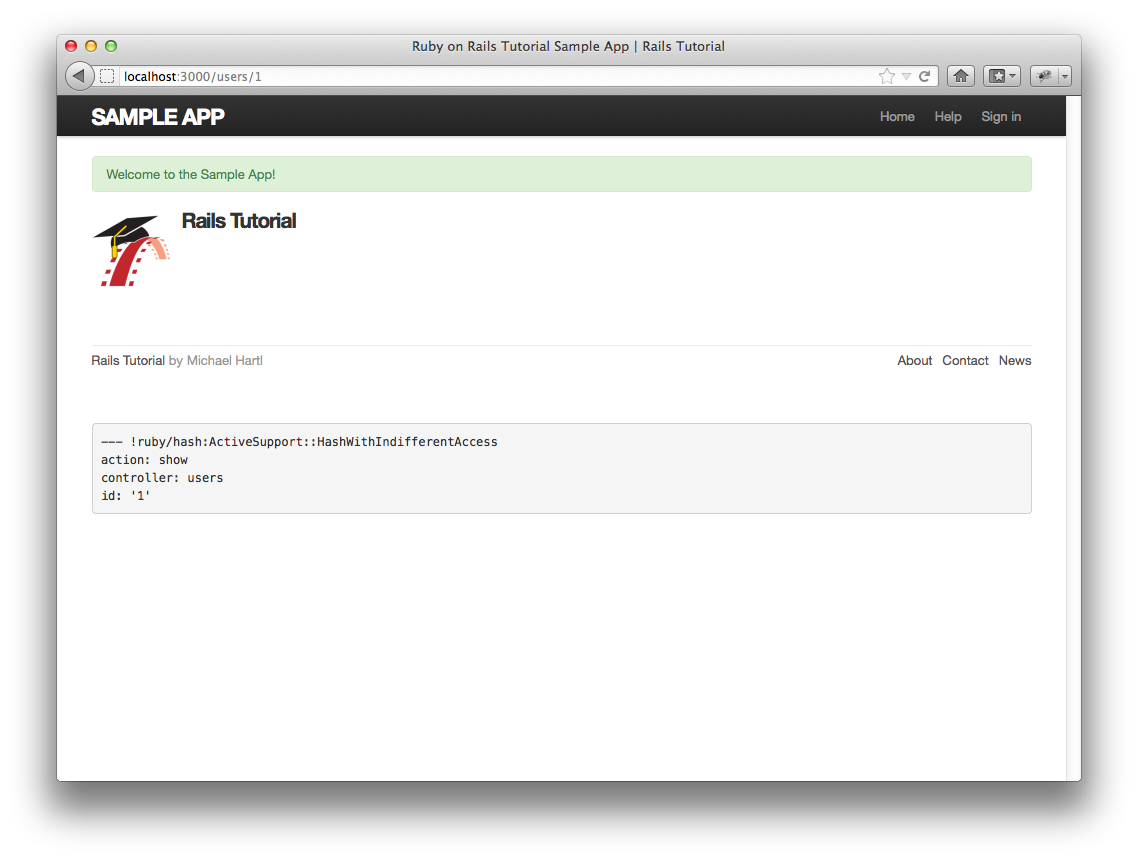 Ruby on Rails Tutorial Sample App | Rails Tutorial
localhost:3000/users/1
SAMPLE APP
Home Help Sign in
Welcome to the Sample App!
Rails Tutorial
Rails Tutorial by Michael Hartl
About Contact News
--- !ruby/hash:ActiveSupport::HashWithIndifferentAccess
action: show
controller: users
id: '1'